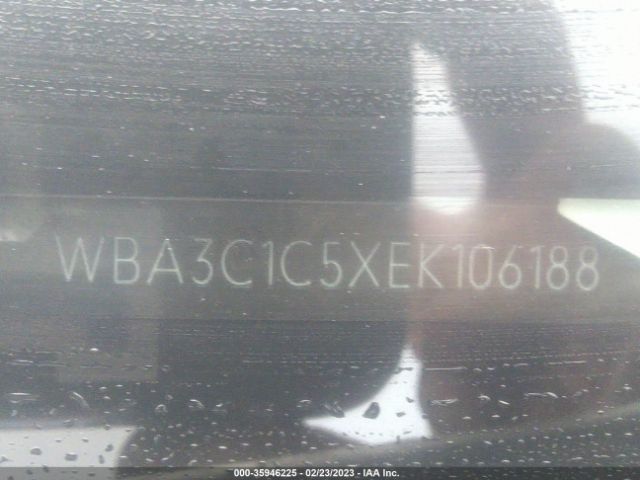 WBA3C1C5XEK106188
000-35946225 - 02/23/2023 - IAA Inc.